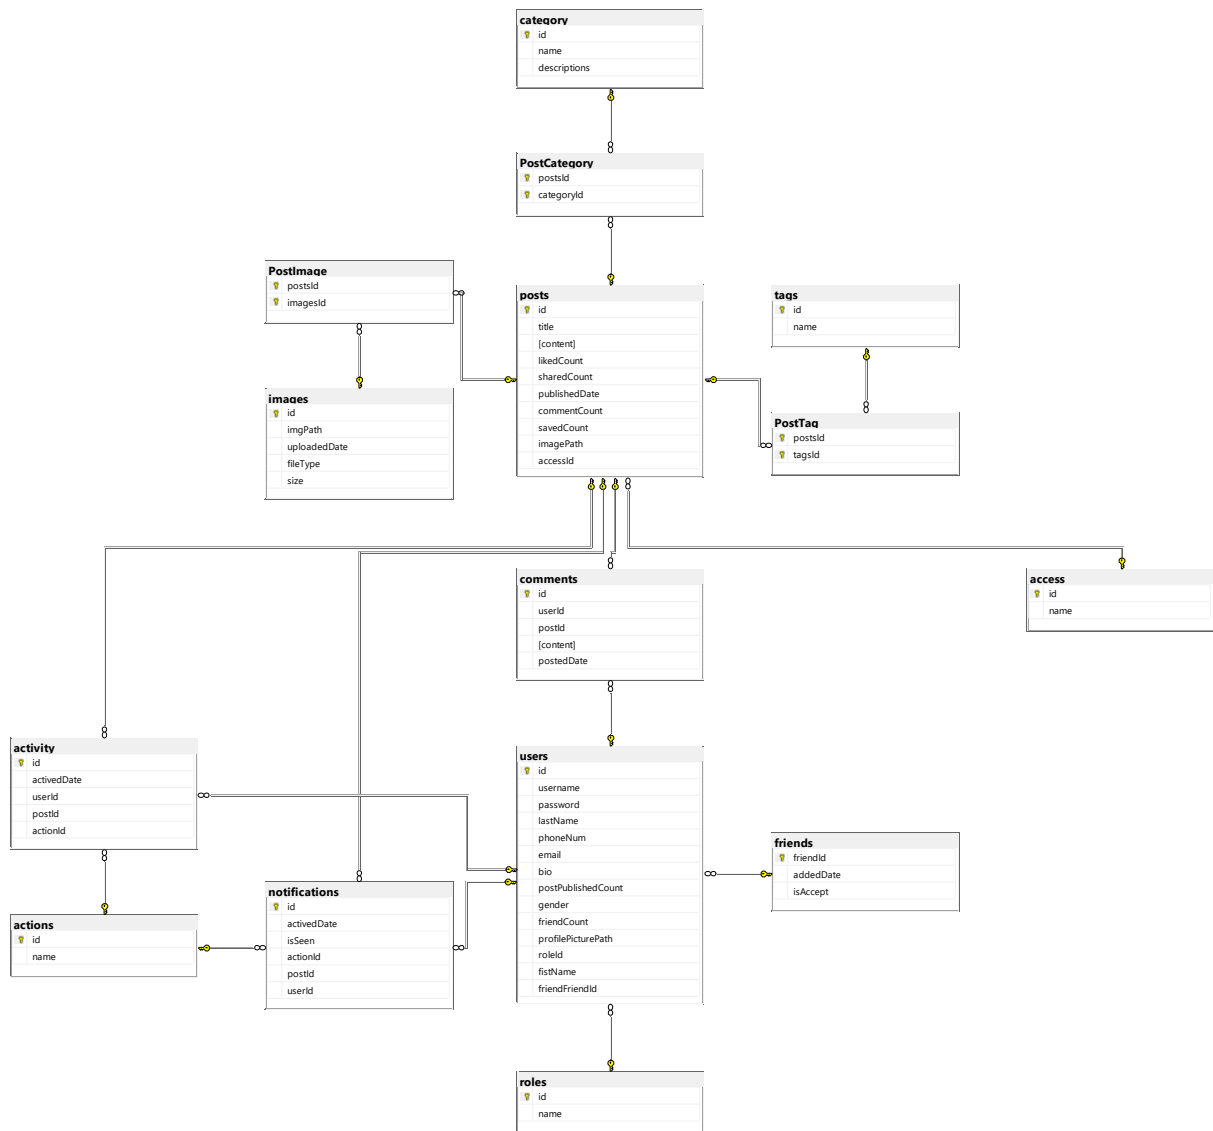 category
id
name
descriptions
PostCategory
postsId
categoryId
PostImage
postsId
imagesId
posts
id
title
[content]
likedCount
sharedCount
publishedDate
commentCount
savedCount
imagePath
accessId
tags
id
name
images
id
imgPath
uploadedDate
fileType
size
PostTag
postsId
tagsId
comments
id
userId
postId
[content]
postedDate
access
id
name
activity
id
activedDate
userId
postId
actionId
users
id
username
password
lastName
phoneNum
email
bio
postPublishedCount
gender
friendCount
profilePicturePath
roleId
fistName
friendFriendId
friends
friendId
addedDate
isAccept
notifications
id
activedDate
isSeen
actionId
postId
userId
actions
id
name
roles
id
name